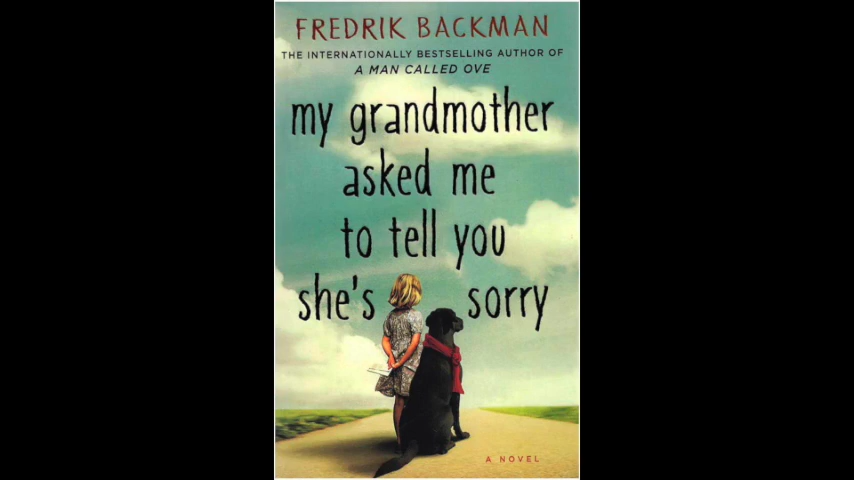 FREDRIK BACKMAN
THE INTERNATIONALLY BESTSELLING AUTHOR OF
A MAN CALLED OVE
my grandmother
asked me
to tell you
she's sorry
A NOVEL